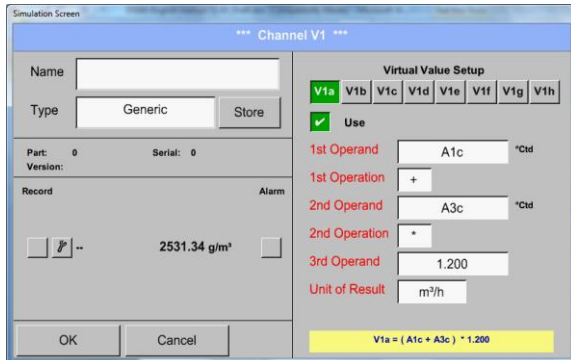 Simulation Screen
*** Channel V1 ***
Name
Type Generic Store
Part: 0 Serial: 0
Version:
Record Alarm
-- 2531.34 g/m³
OK Cancel
Virtual Value Setup
V1a V1b V1c V1d V1e V1f V1g V1h
Use
1st Operand A1c °Ctd
1st Operation +
2nd Operand A3c °Ctd
2nd Operation *
3rd Operand 1.200
Unit of Result m³/h
V1a = ( A1c + A3c ) * 1.200